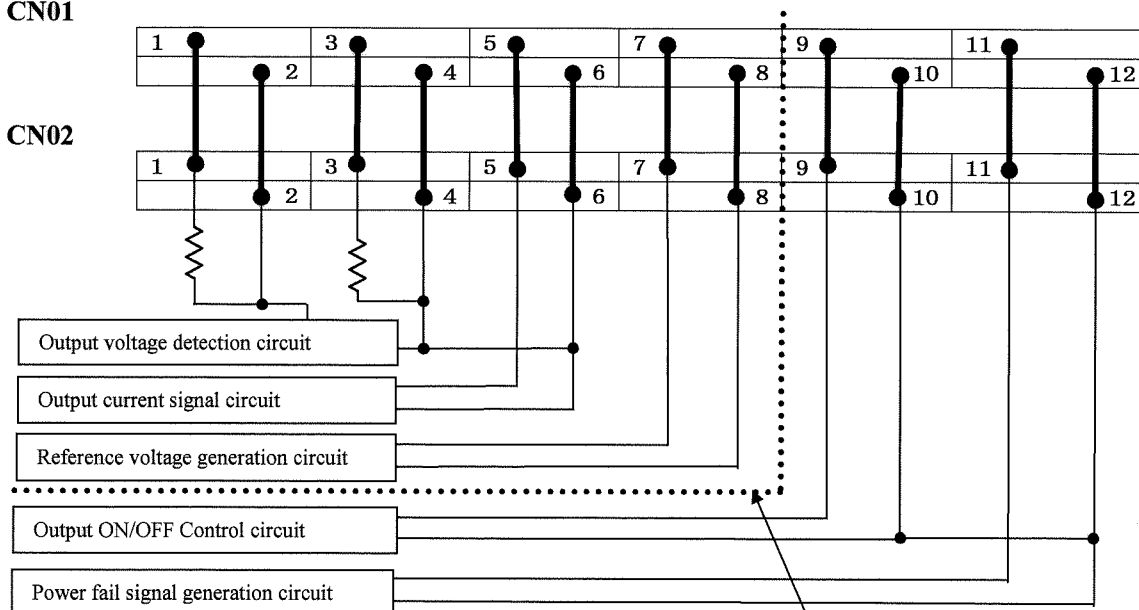 CN01
1 3 5 7 9 11
2 4 6 8 10 12
CN02
1 3 5 7 9 11
2 4 6 8 10 12
Output voltage detection circuit
Output current signal circuit
Reference voltage generation circuit
Output ON/OFF Control circuit
Power fail signal generation circuit